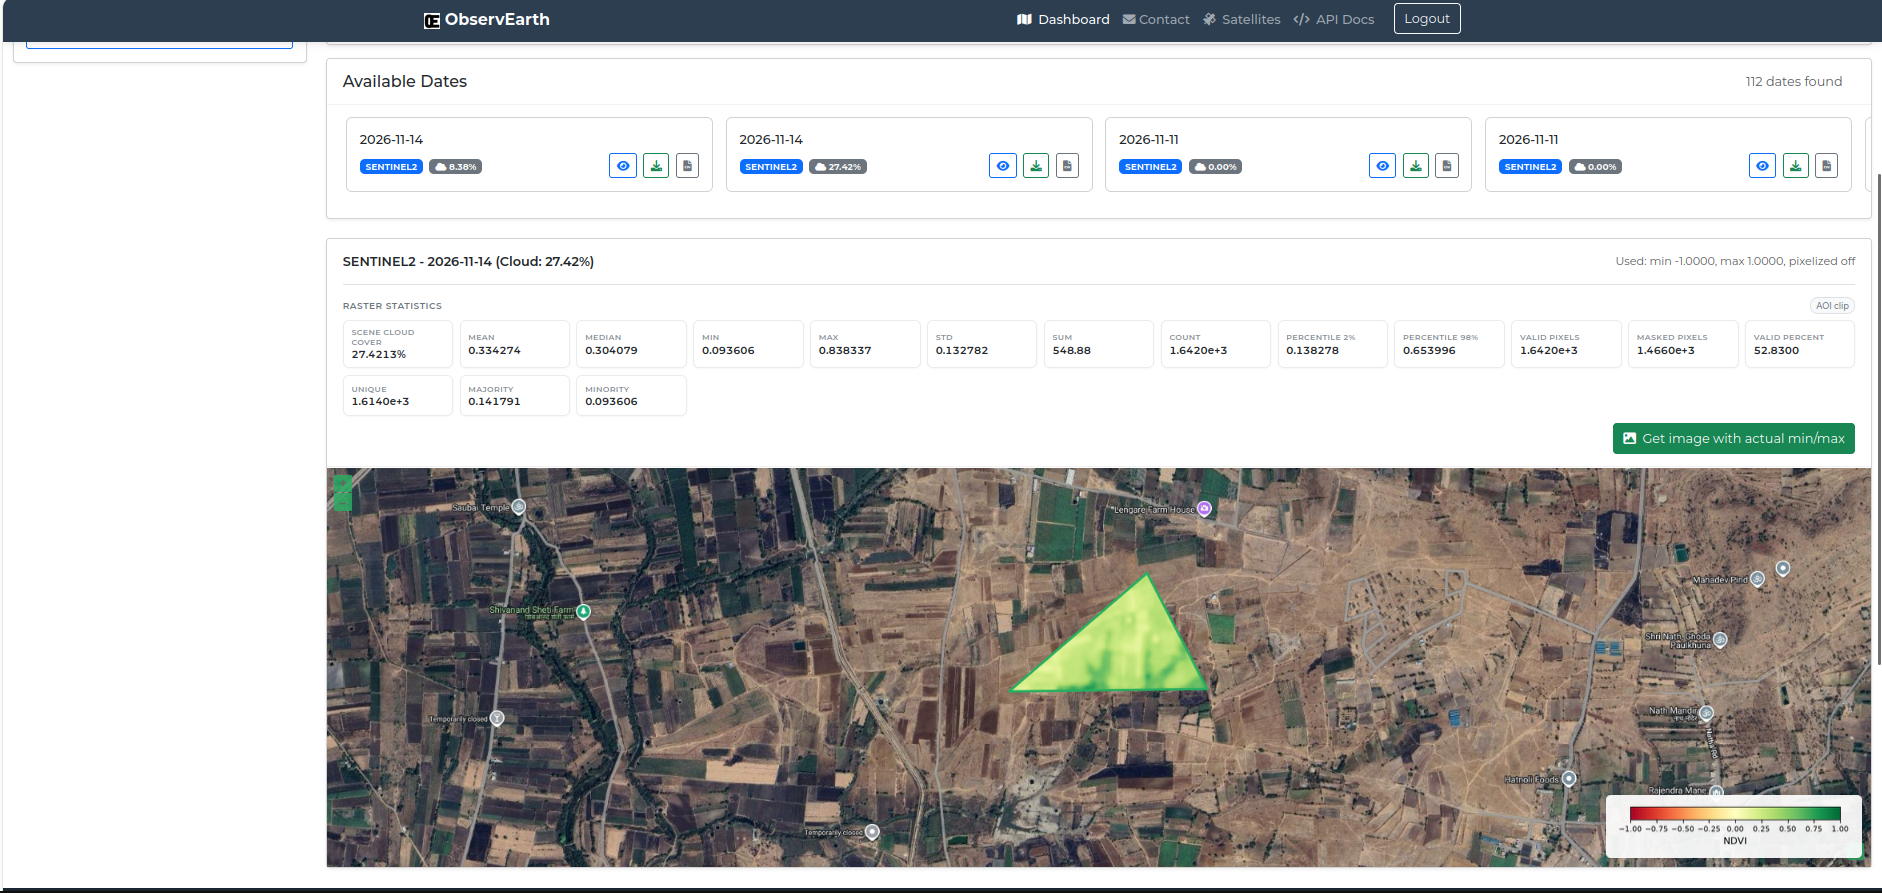 ObservEarth
Dashboard
Contact
Satellites
API Docs
Logout
Available Dates
112 dates found
2026-11-14
SENTINEL2
8.38%
2026-11-14
SENTINEL2
27.42%
2026-11-11
SENTINEL2
0.00%
2026-11-11
SENTINEL2
0.00%
SENTINEL2 - 2026-11-14 (Cloud: 27.42%)
Used: min -1.0000, max 1.0000, pixelized off
RASTER STATISTICS
AOI clip
SCENE CLOUD
COVER
27.4213%
MEAN
0.334274
MEDIAN
0.304079
MIN
0.093606
MAX
0.838337
STD
0.132782
SUM
548.88
COUNT
1.6420e+3
PERCENTILE 2%
0.138278
PERCENTILE 98%
0.653996
VALID PIXELS
1.6420e+3
MASKED PIXELS
1.4660e+3
VALID PERCENT
52.8300
UNIQUE
1.6140e+3
MAJORITY
0.141791
MINORITY
0.093606
Get image with actual min/max
Saubai Temple
Lengare Farm House
Mahadev Pind
Shivanand Sheti Farm
Shri Nath Ghoda
Paulkhuna
Temporarily closed
Nath Mandir
Hatnoli Foods
Rajendra Mane
Temporarily closed
−1.00 −0.75 −0.50 −0.25 0.00 0.25 0.50 0.75 1.00
NDVI